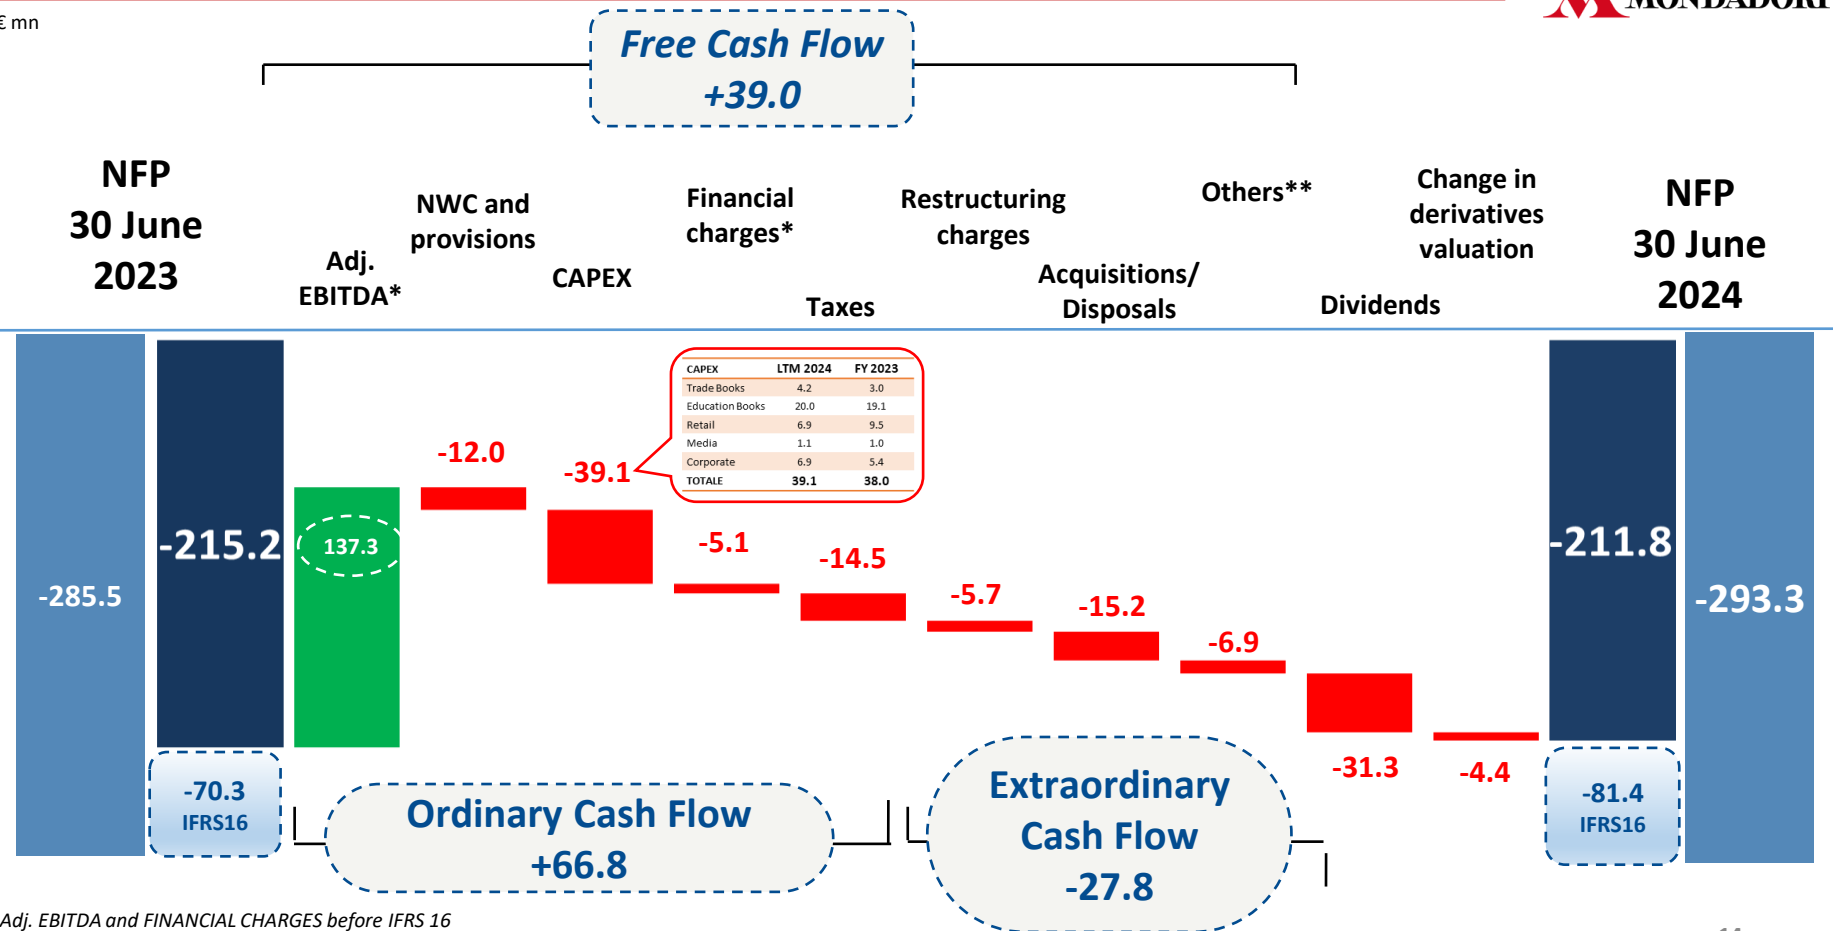 MONDADORI
€ mn
Free Cash Flow
+39.0
NFP
30 June
2023
Adj.
EBITDA*
NWC and
provisions
CAPEX
Financial
charges*
Taxes
Restructuring
charges
Acquisitions/
Disposals
Others**
Dividends
Change in
derivatives
valuation
NFP
30 June
2024
CAPEX LTM 2024 FY 2023
Trade Books 4.2 3.0
Education Books 20.0 19.1
Retail 6.9 9.5
Media 1.1 1.0
Corporate 6.9 5.4
TOTALE 39.1 38.0
-285.5
-215.2
137.3
-12.0
-39.1
-5.1
-14.5
-5.7
-15.2
-6.9
-31.3
-4.4
-211.8
-293.3
-70.3
IFRS16
Ordinary Cash Flow
+66.8
Extraordinary
Cash Flow
-27.8
-81.4
IFRS16
Adj. EBITDA and FINANCIAL CHARGES before IFRS 16